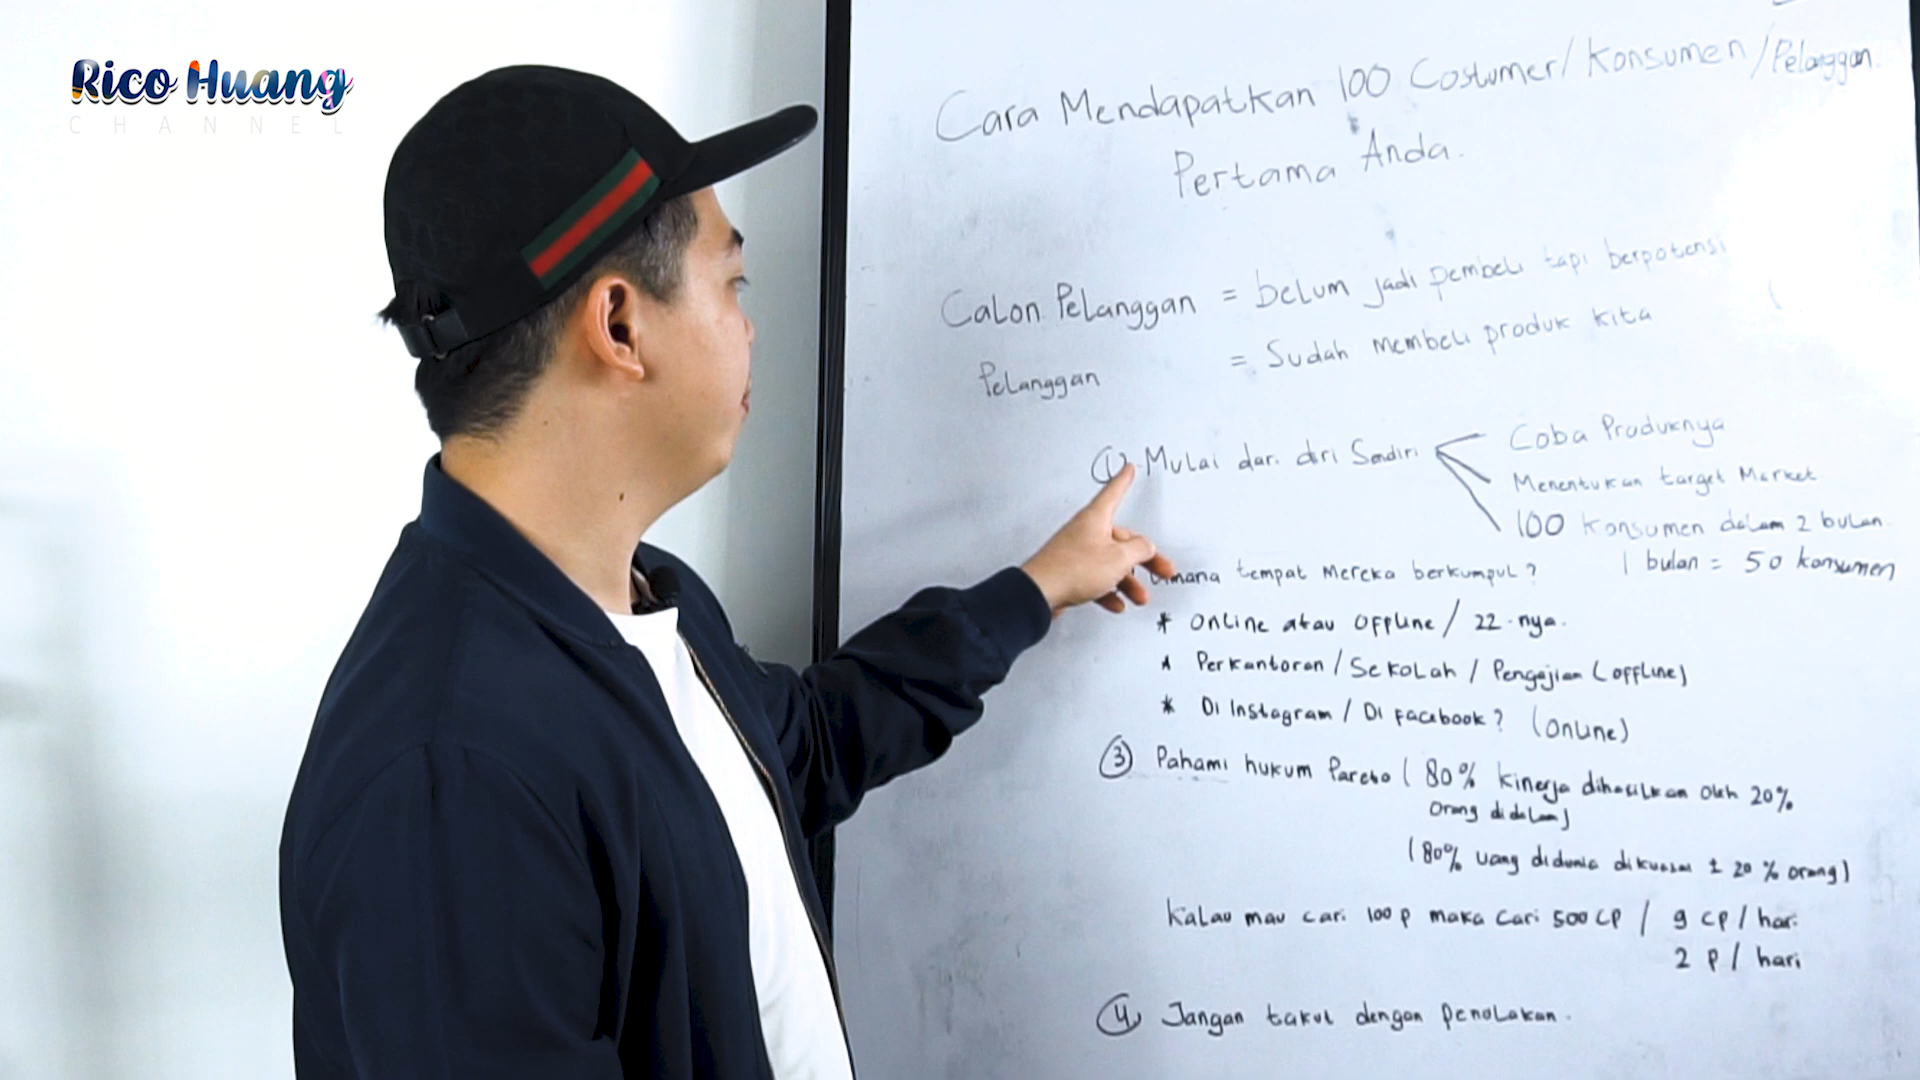 Rico Huang
CHANNEL
Cara Mendapatkan 100 Costumer/Konsumen/Pelanggan
Pertama Anda.
Calon Pelanggan = belum jadi pembeli tapi berpotensi
Pelanggan = Sudah membeli produk kita
1 Mulai dari diri Sendiri
Coba Produknya
Menentukan target Market
100 Konsumen dalam 2 bulan
1 bulan = 50 konsumen
tempat Mereka berkumpul?
* Online atau Offline / 22-nya.
* Perkantoran / Sekolah / Pengajian (offline)
* Di Instagram / Di Facebook? (Online)
3 Pahami hukum Pareto (80% kinerja dihasilkan oleh 20%
orang didalam)
(80% uang didunia dikuasai ± 20% orang)
Kalau mau cari 100 P maka cari 500 CP / 9 CP / hari
2 P / hari
4 Jangan takut dengan penolakan.